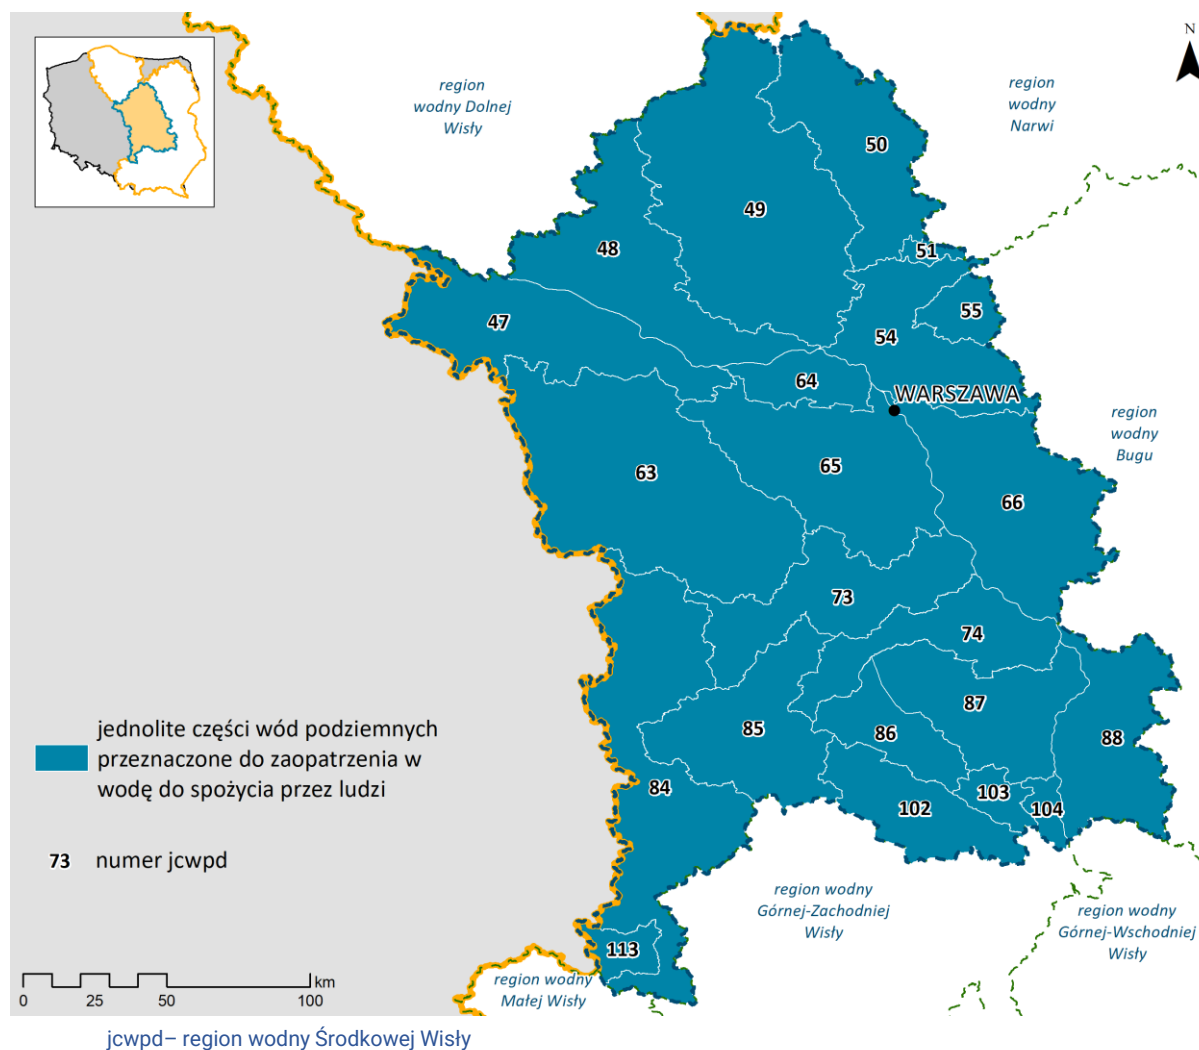 N
region
wodny Dolnej
Wisły
region
wodny
Narwi
50
49
48
51
55
47
54
64
WARSZAWA
region
wodny
Bugu
63
65
66
73
74
87
85
86
88
84
103
102
104
jednolite części wód podziemnych
przeznaczone do zaopatrzenia w
wodę do spożycia przez ludzi
73 numer jcwpd
region wodny
Górnej-Zachodniej
Wisły
region wodny
Górnej-Wschodniej
Wisły
113
region wodny
Małej Wisły
km
0 25 50 100
jcwpd– region wodny Środkowej Wisły